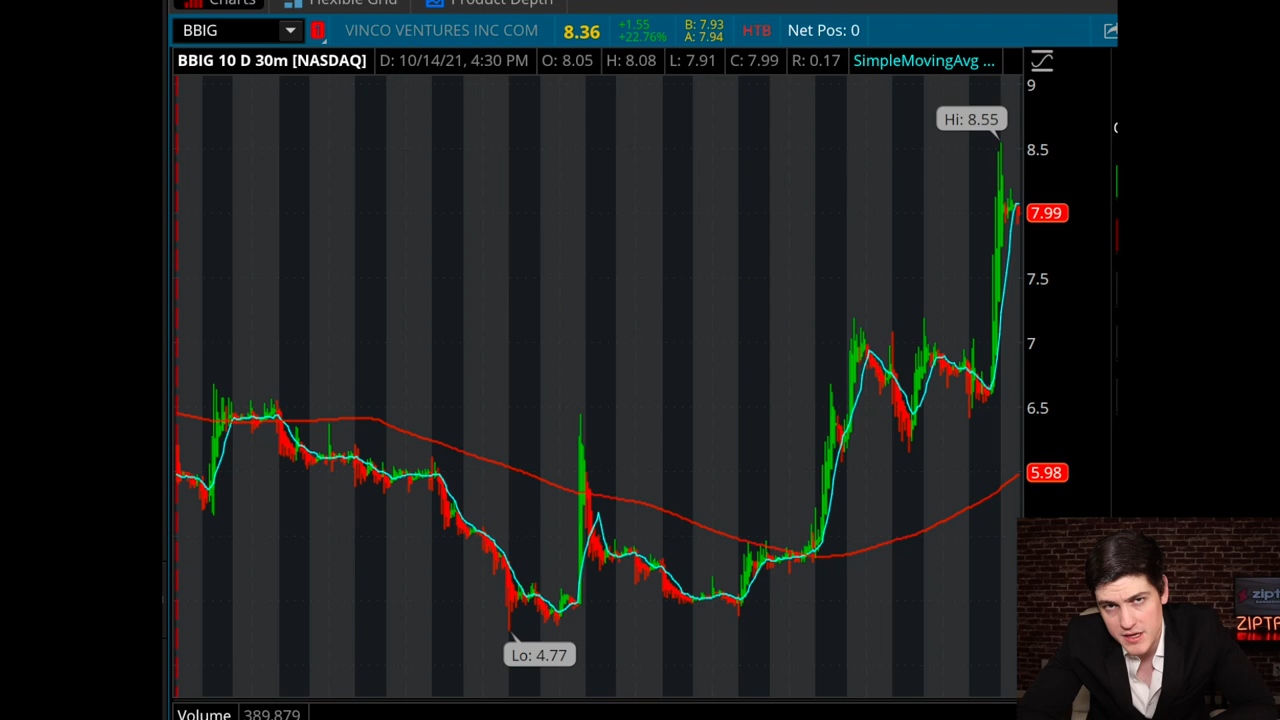 Charts Flexible Grid Product Depth
BBIG VINCO VENTURES INC COM 8.36 +1.55 +22.76% B: 7.93 A: 7.94 HTB Net Pos: 0
BBIG 10 D 30m [NASDAQ] D: 10/14/21, 4:30 PM O: 8.05 H: 8.08 L: 7.91 C: 7.99 R: 0.17 SimpleMovingAvg ...
9
Hi: 8.55
8.5
7.99
7.5
7
6.5
5.98
Lo: 4.77
zipt
ZIPTR
Volume 389,879